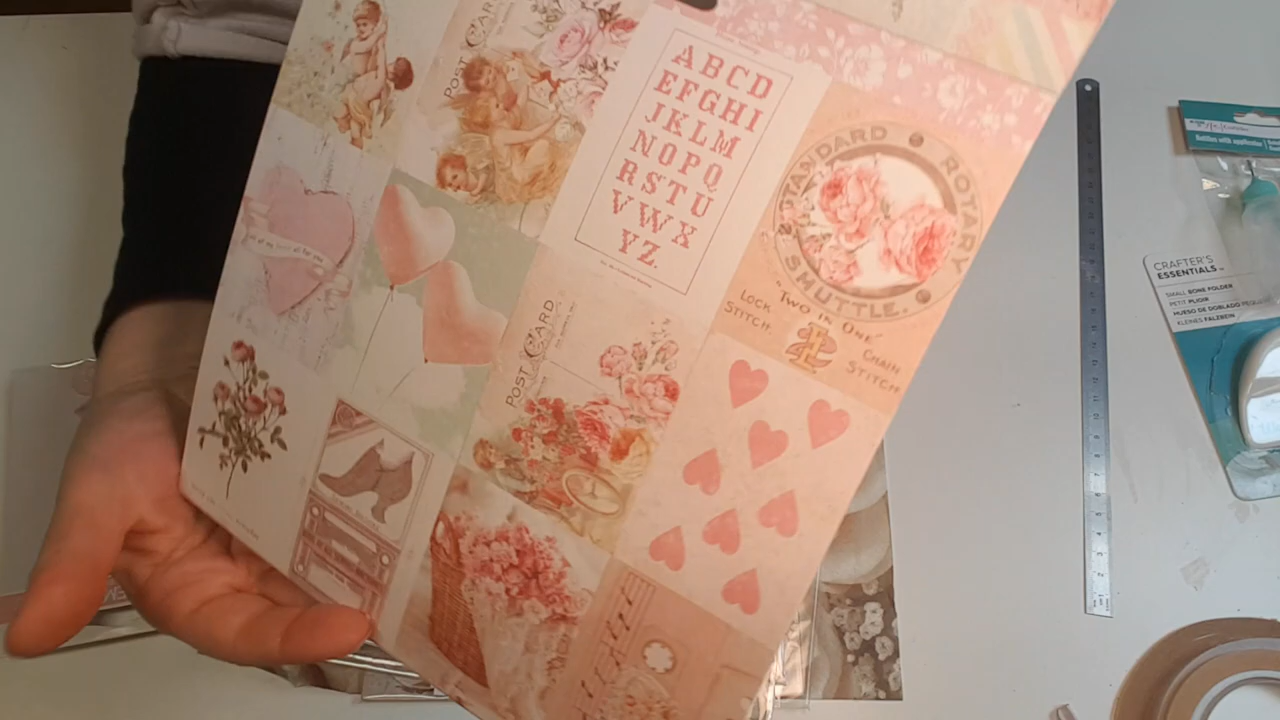 POST CARD
ABCD
EFGHI
JKLM
NOPQ
RSTU
VWX
YZ.
STANDARD ROTARY
SHUTTLE.
"TWO IN ONE"
LOCK
STITCH
CHAIN
STITCH
POST CARD
CRAFTER'S
ESSENTIALS
SMALL BONE FOLDER
PETIT PLIOIR
HUESO DE DOBLADO PEQUEÑO
KLEINES FALZBEIN